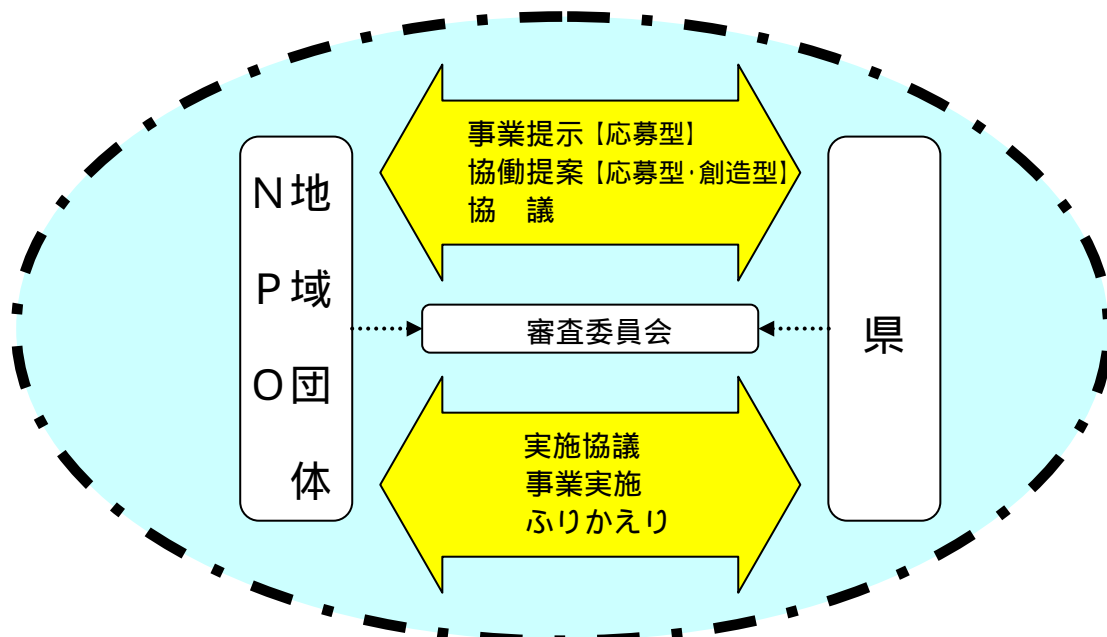 地域団体
NPO
事業提示【応募型】
協働提案【応募型・創造型】
協　議
審査委員会
実施協議
事業実施
ふりかえり
県